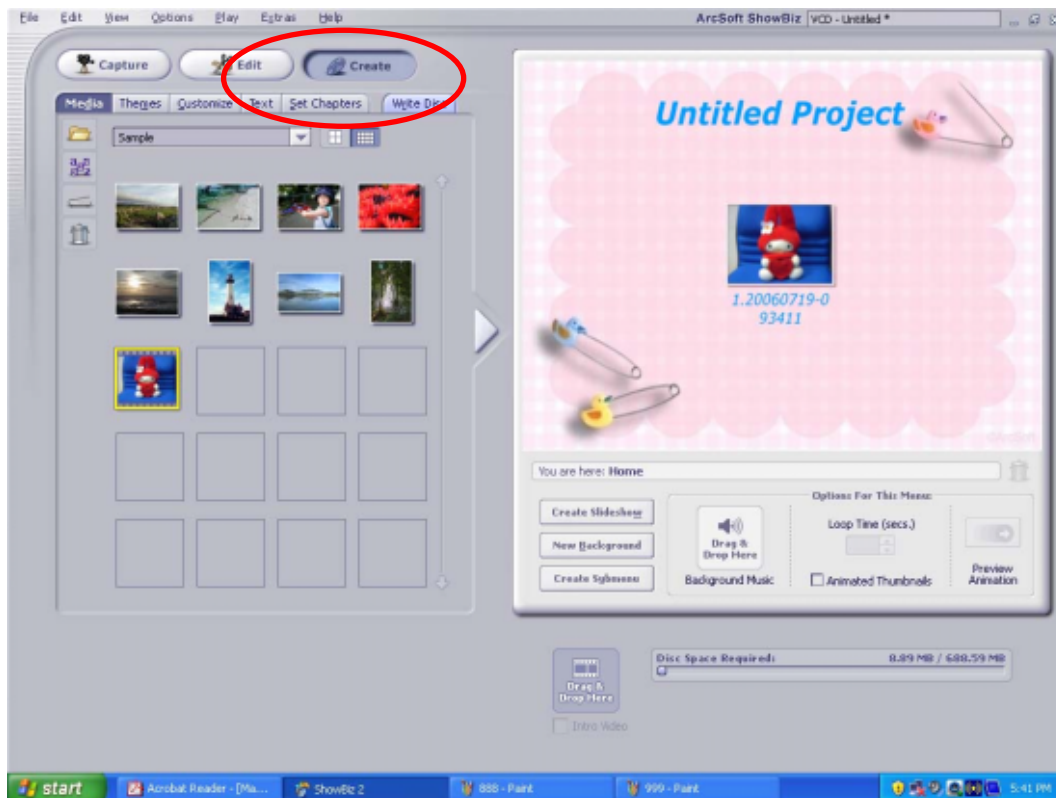 File Edit View Options Play Extras Help ArcSoft ShowBiz VCD - Untitled *
Capture Edit Create
Media Themes Customize Text Set Chapters Write Disc
Sample
Untitled Project
1.20060719-0
93411
©ArcSoft
You are here: Home
Create Slideshow
New Background
Create Submenu
Options For This Menu:
Drag &
Drop Here
Background Music
Loop Time (secs.)
Animated Thumbnails
Preview
Animation
Drag &
Drop Here
Intro Video
Disc Space Required: 8.89 MB / 688.59 MB
start Acrobat Reader - [Ma... ShowBiz 2 888 - Paint 999 - Paint 5:41 PM